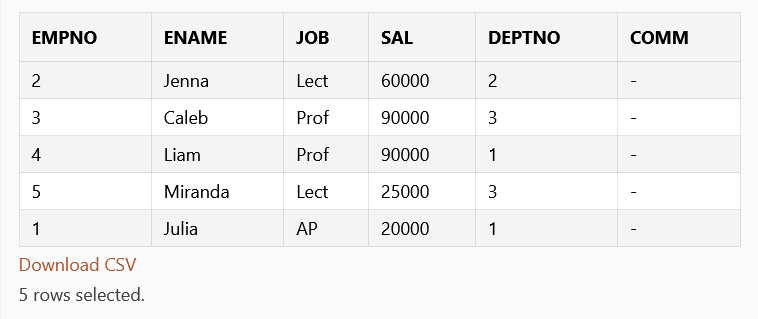 EMPNO ENAME JOB SAL DEPTNO COMM
2 Jenna Lect 60000 2 -
3 Caleb Prof 90000 3 -
4 Liam Prof 90000 1 -
5 Miranda Lect 25000 3 -
1 Julia AP 20000 1 -
Download CSV
5 rows selected.